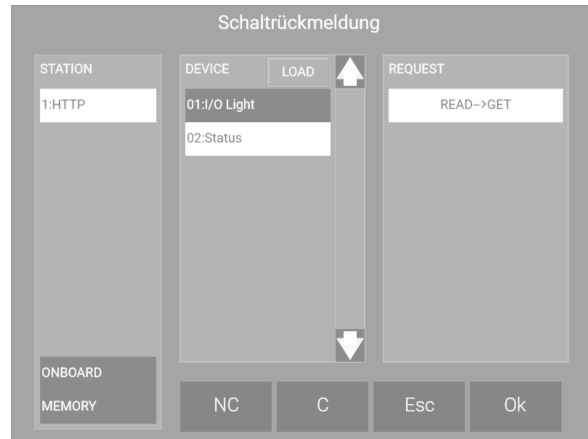 Schaltrückmeldung
STATION
1:HTTP
ONBOARD
MEMORY
DEVICE
LOAD
01:I/O Light
02:Status
REQUEST
READ-->GET
NC
C
Esc
Ok